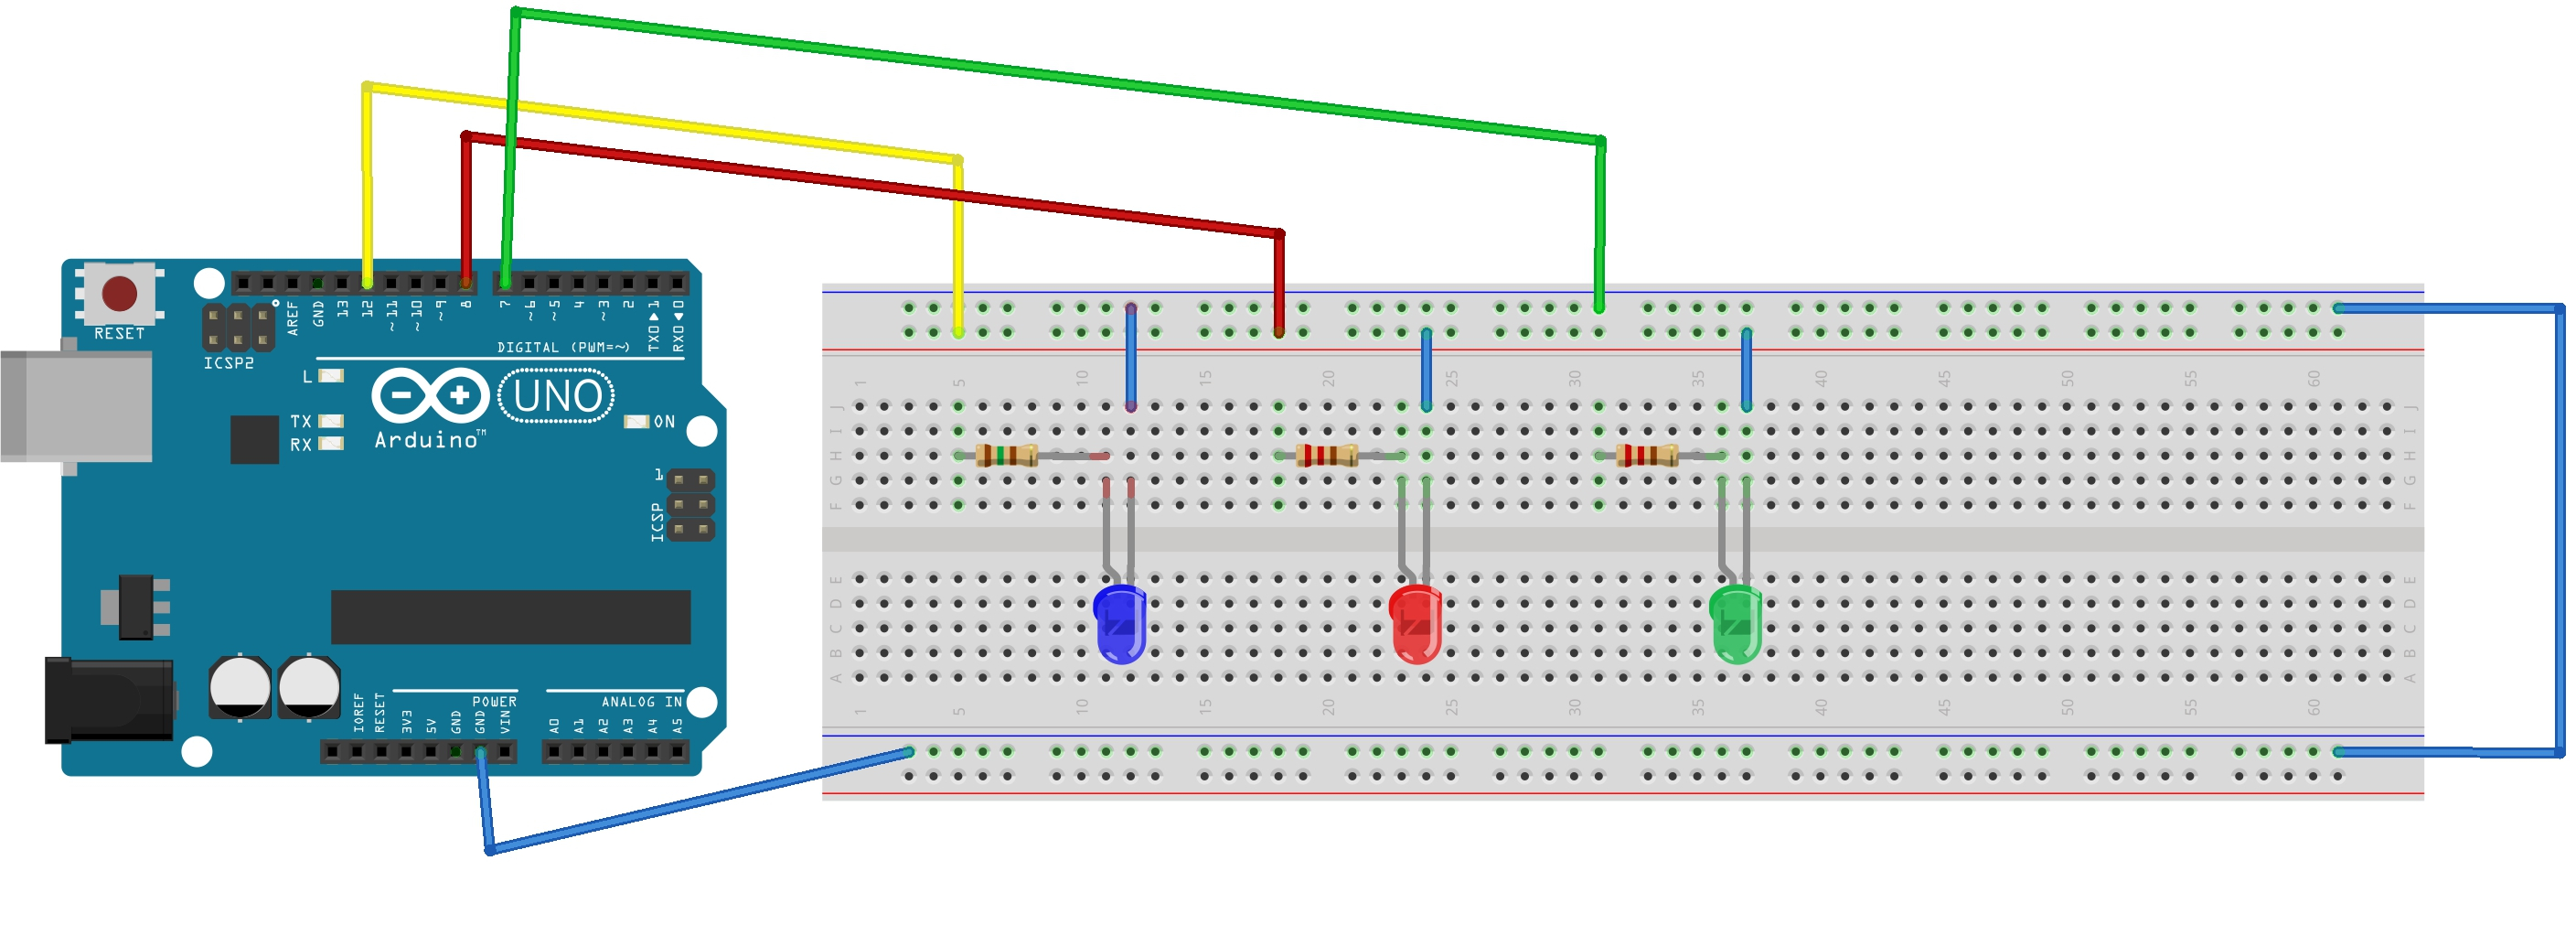 RESET
ICSP2
AREF
GND
13
12
~11
~10
~9
8
7
~6
~5
4
~3
2
TX0▶1
RX0◀0
DIGITAL (PWM=~)
L
TX
RX
UNO
ON
Arduino™
1
ICSP
IOREF
RESET
3V3
5V
GND
GND
VIN
POWER
ANALOG IN
A0
A1
A2
A3
A4
A5
1 5 10 15 20 25 30 35 40 45 50 55 60
J J
I I
H H
G G
F F
E E
D D
C C
B B
A A
1 5 10 15 20 25 30 35 40 45 50 55 60